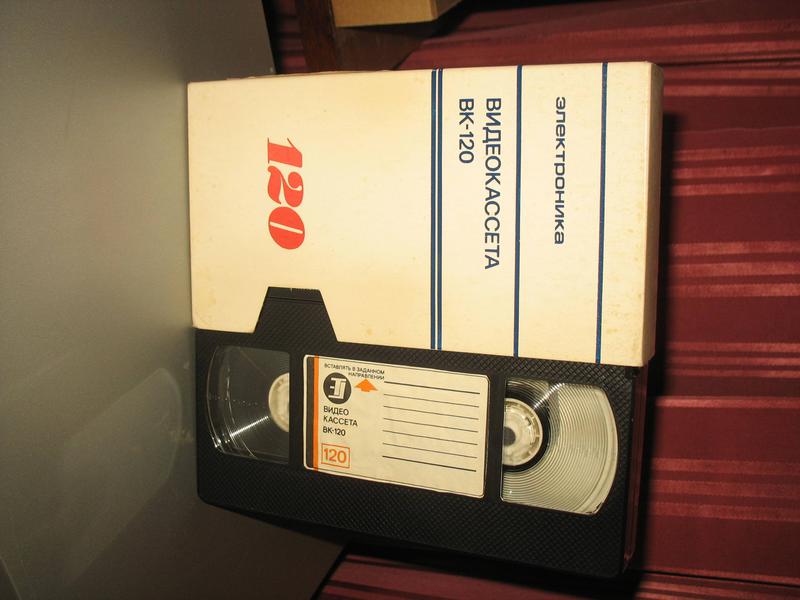 электроника
ВИДЕОКАССЕТА
ВК-120
120
ВСТАВЛЯТЬ В ЗАДАННОМ
НАПРАВЛЕНИИ
ВИДЕО
КАССЕТА
ВК-120
120